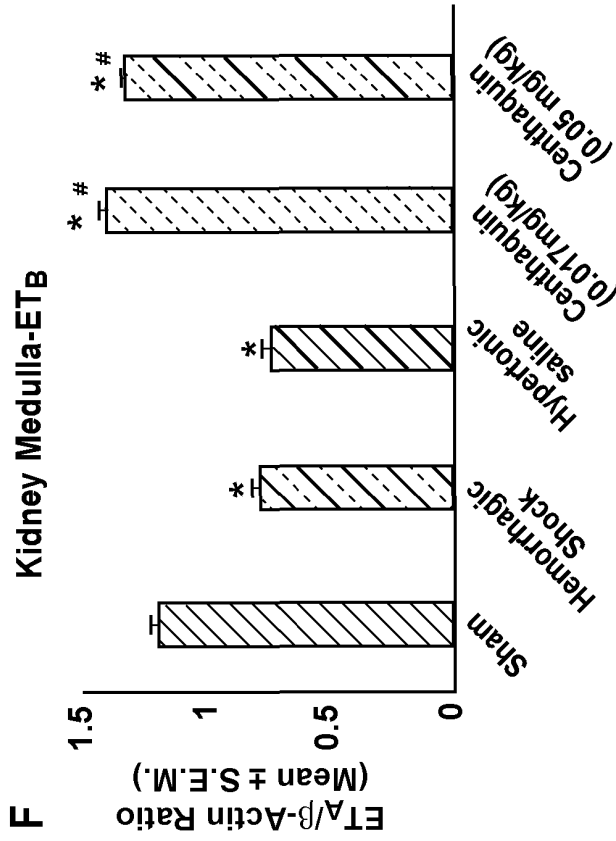 F
Kidney Medulla-ETB
ETA/β-Actin Ratio
(Mean ± S.E.M.)
1.5
1
0.5
0
*
*
* #
* #
Sham
Hemorrhagic
Shock
Hypertonic
saline
Centhaquin
(0.017mg/kg)
Centhaquin
(0.05 mg/kg)